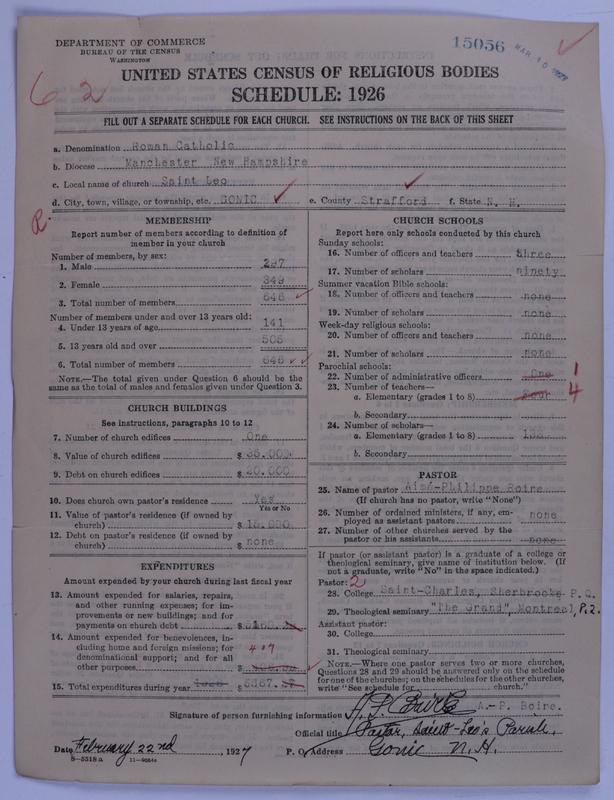 DEPARTMENT OF COMMERCE
BUREAU OF THE CENSUS
WASHINGTON
15056
MAR 10
62
UNITED STATES CENSUS OF RELIGIOUS BODIES
SCHEDULE: 1926
FILL OUT A SEPARATE SCHEDULE FOR EACH CHURCH. SEE INSTRUCTIONS ON THE BACK OF THIS SHEET
a. Denomination Roman Catholic
b. Diocese Manchester New Hampshire
c. Local name of church Saint Leo
d. City, town, village, or township, etc. GONIC e. County Strafford f. State N. H.
R
MEMBERSHIP
Report number of members according to definition of
member in your church
Number of members, by sex:
1. Male 297
2. Female 349
3. Total number of members 646
Number of members under and over 13 years old:
4. Under 13 years of age 141
5. 13 years old and over 505
6. Total number of members 646
NOTE.—The total given under Question 6 should be the
same as the total of males and females given under Question 3.
CHURCH BUILDINGS
See instructions, paragraphs 10 to 12
7. Number of church edifices One
8. Value of church edifices $
9. Debt on church edifices $
10. Does church own pastor's residence Yes
Yes or No
11. Value of pastor's residence (if owned by
church) $
12. Debt on pastor's residence (if owned by
church) $ none
EXPENDITURES
Amount expended by your church during last fiscal year
13. Amount expended for salaries, repairs,
and other running expenses; for im-
provements or new buildings; and for
payments on church debt $
14. Amount expended for benevolences, in-
cluding home and foreign missions; for
denominational support; and for all
other purposes $ 409
15. Total expenditures during year 1926 $ 5567.
CHURCH SCHOOLS
Report here only schools conducted by this church
Sunday schools:
16. Number of officers and teachers three
17. Number of scholars ninety
Summer vacation Bible schools:
18. Number of officers and teachers none
19. Number of scholars none
Week-day religious schools:
20. Number of officers and teachers none
21. Number of scholars none
Parochial schools:
22. Number of administrative officers One 1
23. Number of teachers—
a. Elementary (grades 1 to 8) Four 4
b. Secondary
24. Number of scholars—
a. Elementary (grades 1 to 8)
b. Secondary
PASTOR
25. Name of pastor Aisé-Philippe Boire
(If church has no pastor, write "None")
26. Number of ordained ministers, if any, em-
ployed as assistant pastors none
27. Number of other churches served by the
pastor or his assistants none
If pastor (or assistant pastor) is a graduate of a college or
theological seminary, give name of institution below. (If
not a graduate, write "No" in the space indicated.)
Pastor: 2
28. College Saint-Charles, Sherbrooke P. Q.
29. Theological seminary "The Grand", Montreal, P.Q.
Assistant pastor:
30. College
31. Theological seminary
NOTE.—Where one pastor serves two or more churches,
Questions 28 and 29 should be answered only on the schedule
for one of the churches; on the schedules for the other churches,
write "See schedule for church."
Signature of person furnishing information A. P. Boire A.-P. Boire.
Official title Pastor, Saint-Leo's Parish.
Date February 22nd, 1927 P. O. Address Gonic N. H.
8-5318a 11-9084a